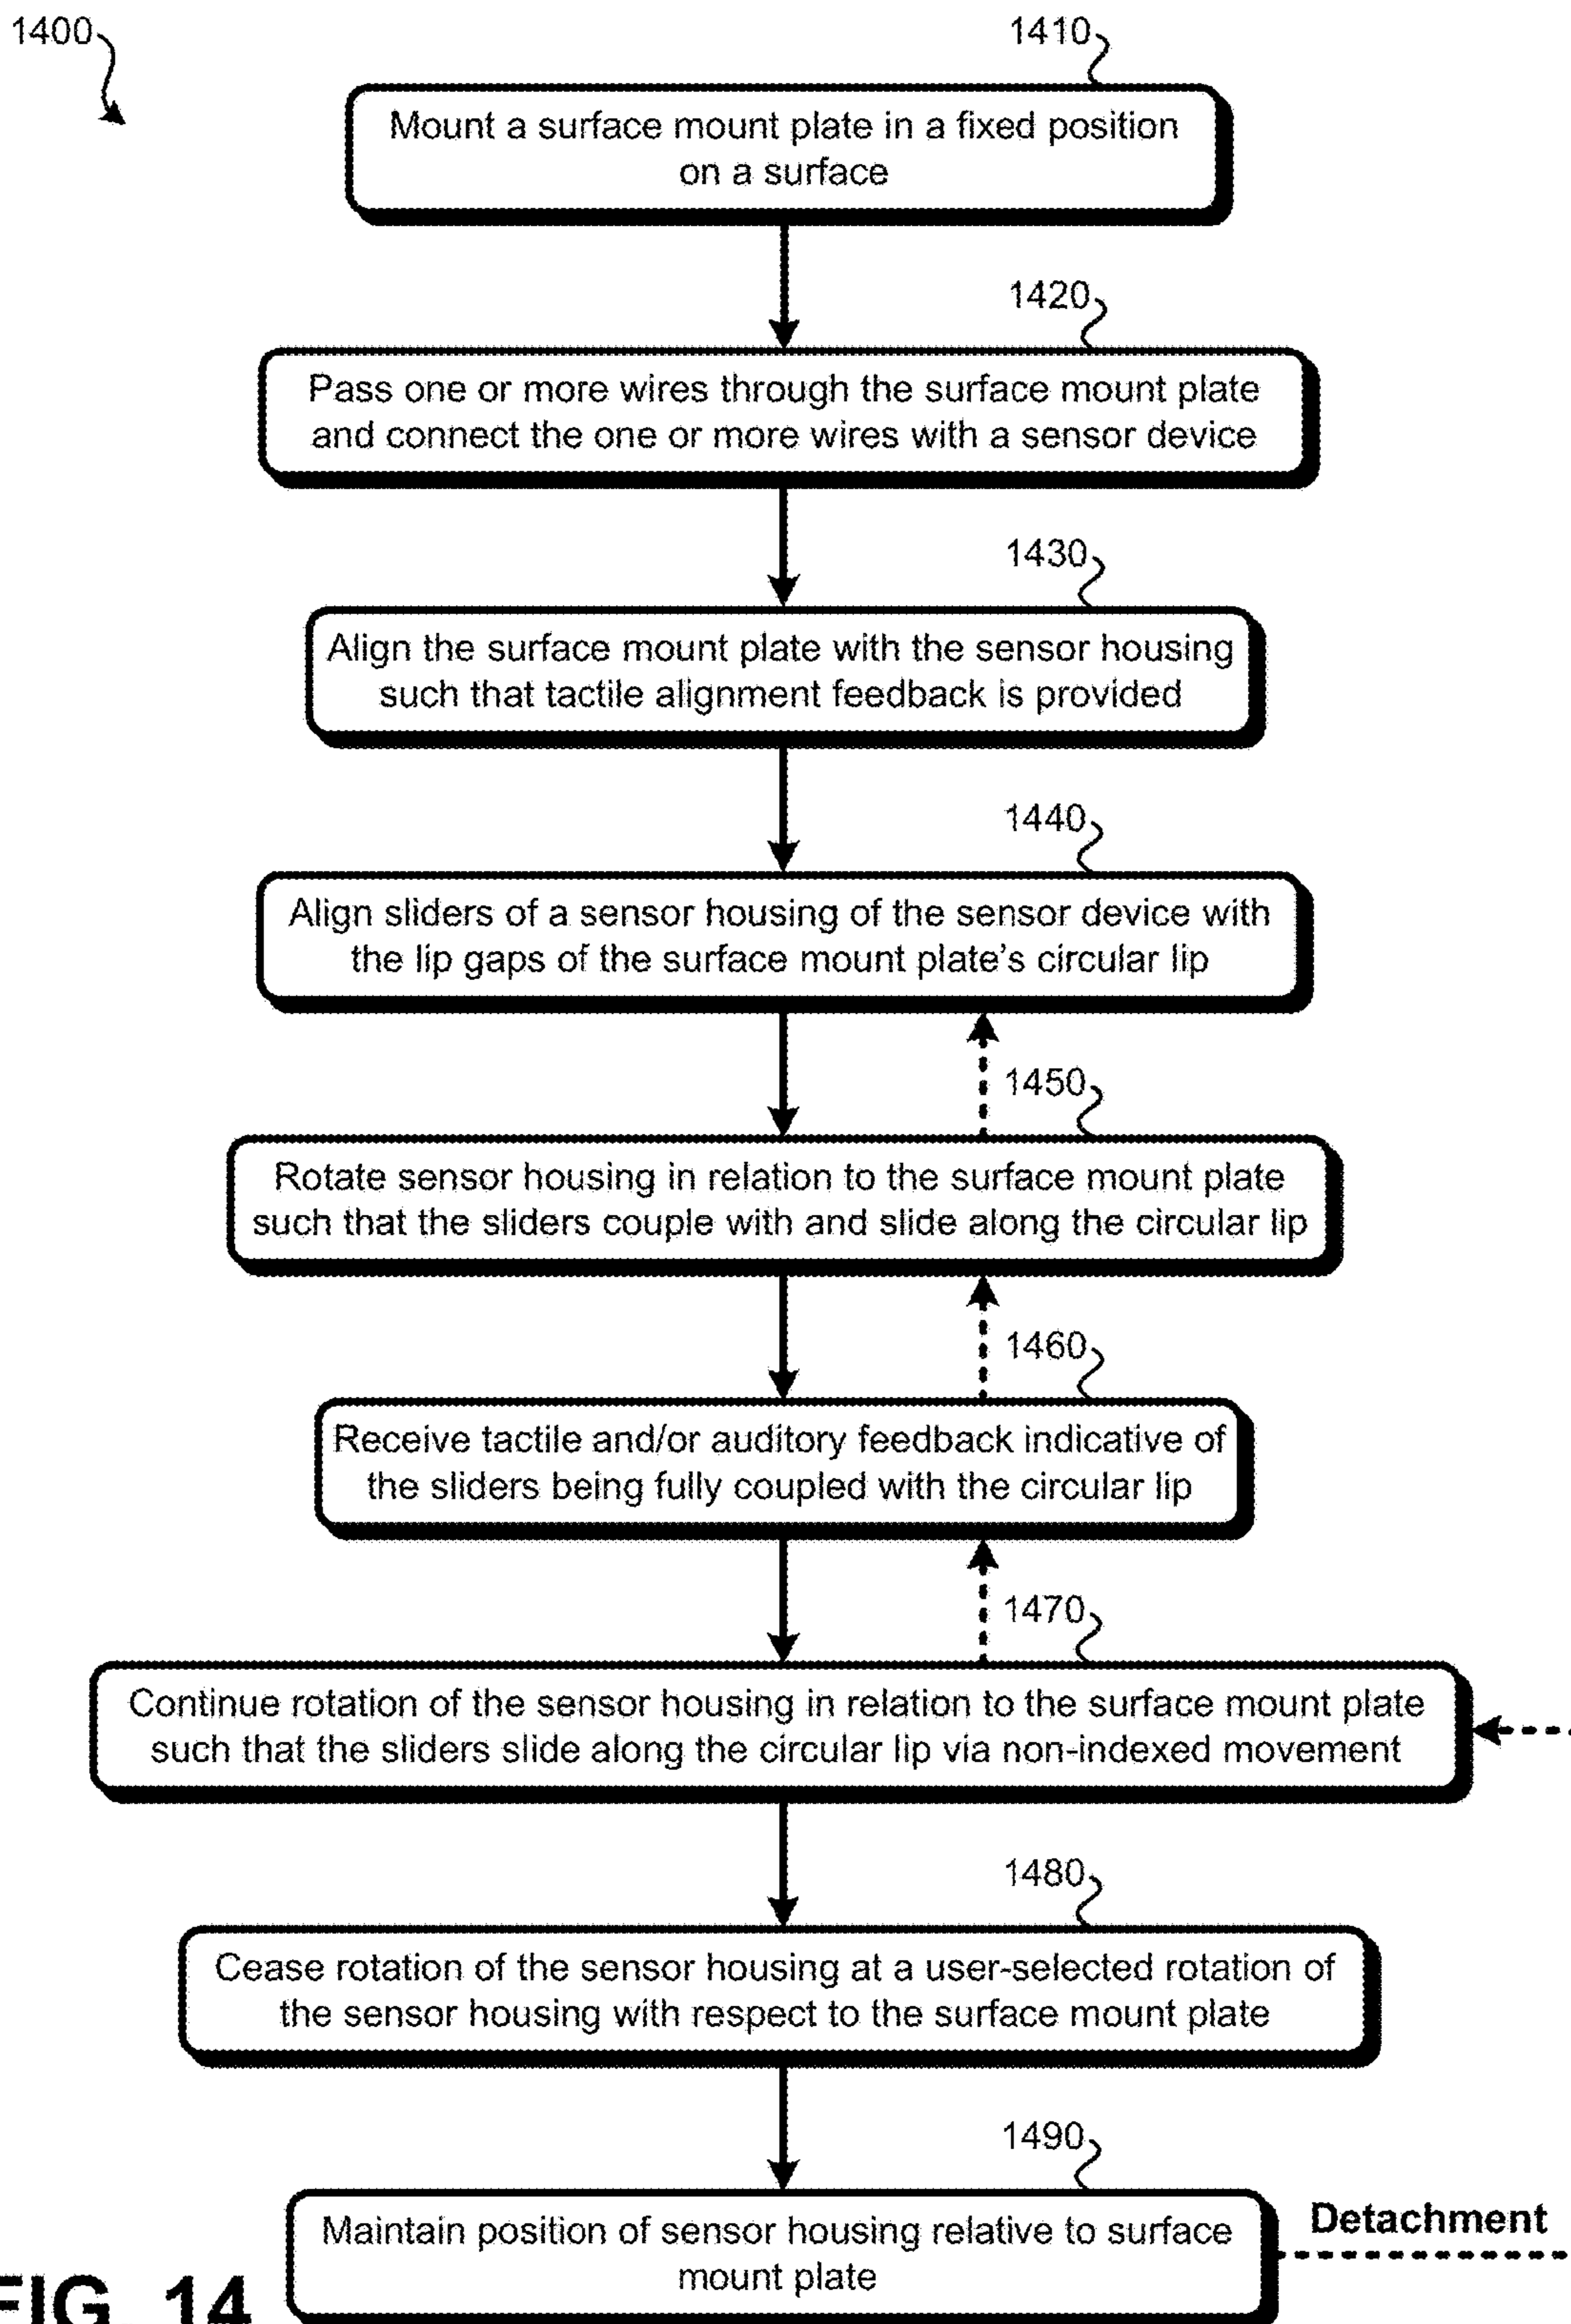 1400
1410
Mount a surface mount plate in a fixed position
on a surface
1420
Pass one or more wires through the surface mount plate
and connect the one or more wires with a sensor device
1430
Align the surface mount plate with the sensor housing
such that tactile alignment feedback is provided
1440
Align sliders of a sensor housing of the sensor device with
the lip gaps of the surface mount plate's circular lip
1450
Rotate sensor housing in relation to the surface mount plate
such that the sliders couple with and slide along the circular lip
1460
Receive tactile and/or auditory feedback indicative of
the sliders being fully coupled with the circular lip
1470
Continue rotation of the sensor housing in relation to the surface mount plate
such that the sliders slide along the circular lip via non-indexed movement
1480
Cease rotation of the sensor housing at a user-selected rotation of
the sensor housing with respect to the surface mount plate
1490
Maintain position of sensor housing relative to surface
mount plate
Detachment
FIG. 14